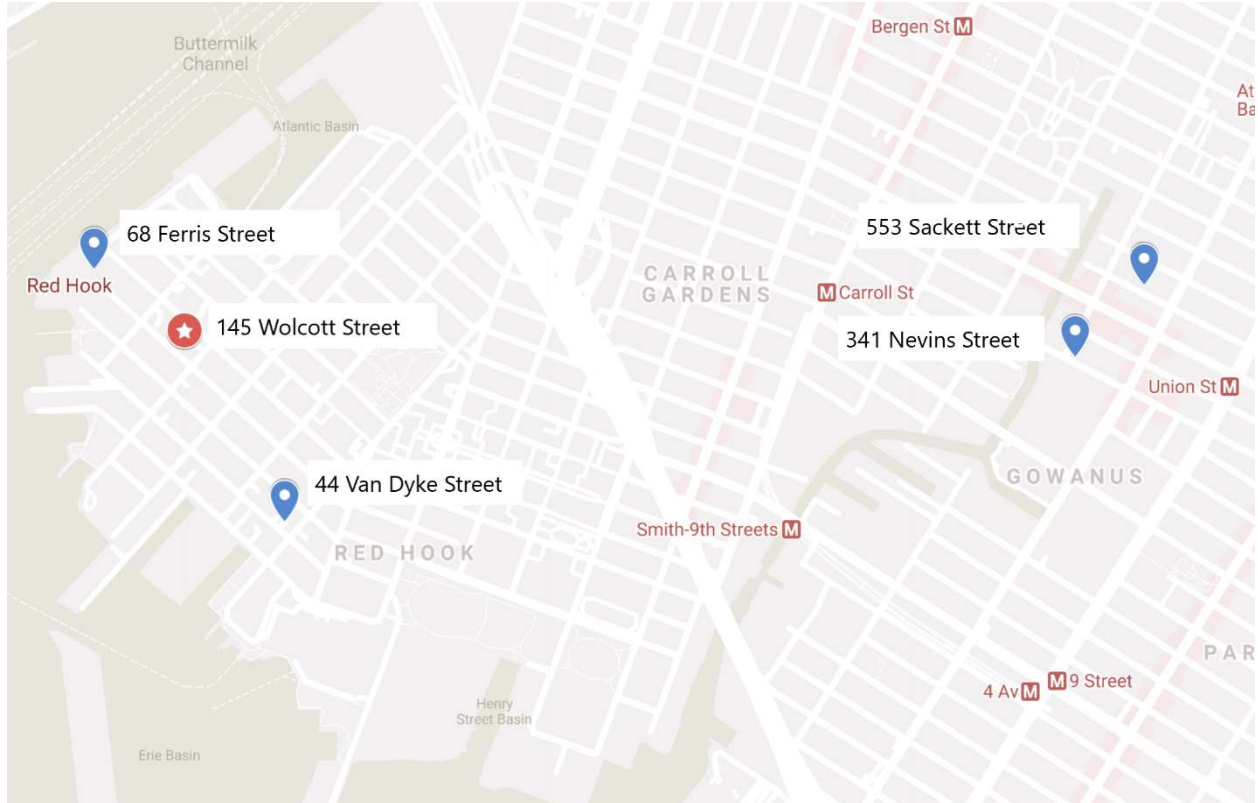 Bergen St M
Buttermilk
Channel
At
Ba
Atlantic Basin
68 Ferris Street
553 Sackett Street
Red Hook
CARROLL
GARDENS
M Carroll St
145 Wolcott Street
341 Nevins Street
Union St M
44 Van Dyke Street
GOWANUS
Smith-9th Streets M
RED HOOK
PAR
4 Av M
M 9 Street
Henry
Street Basin
Erie Basin